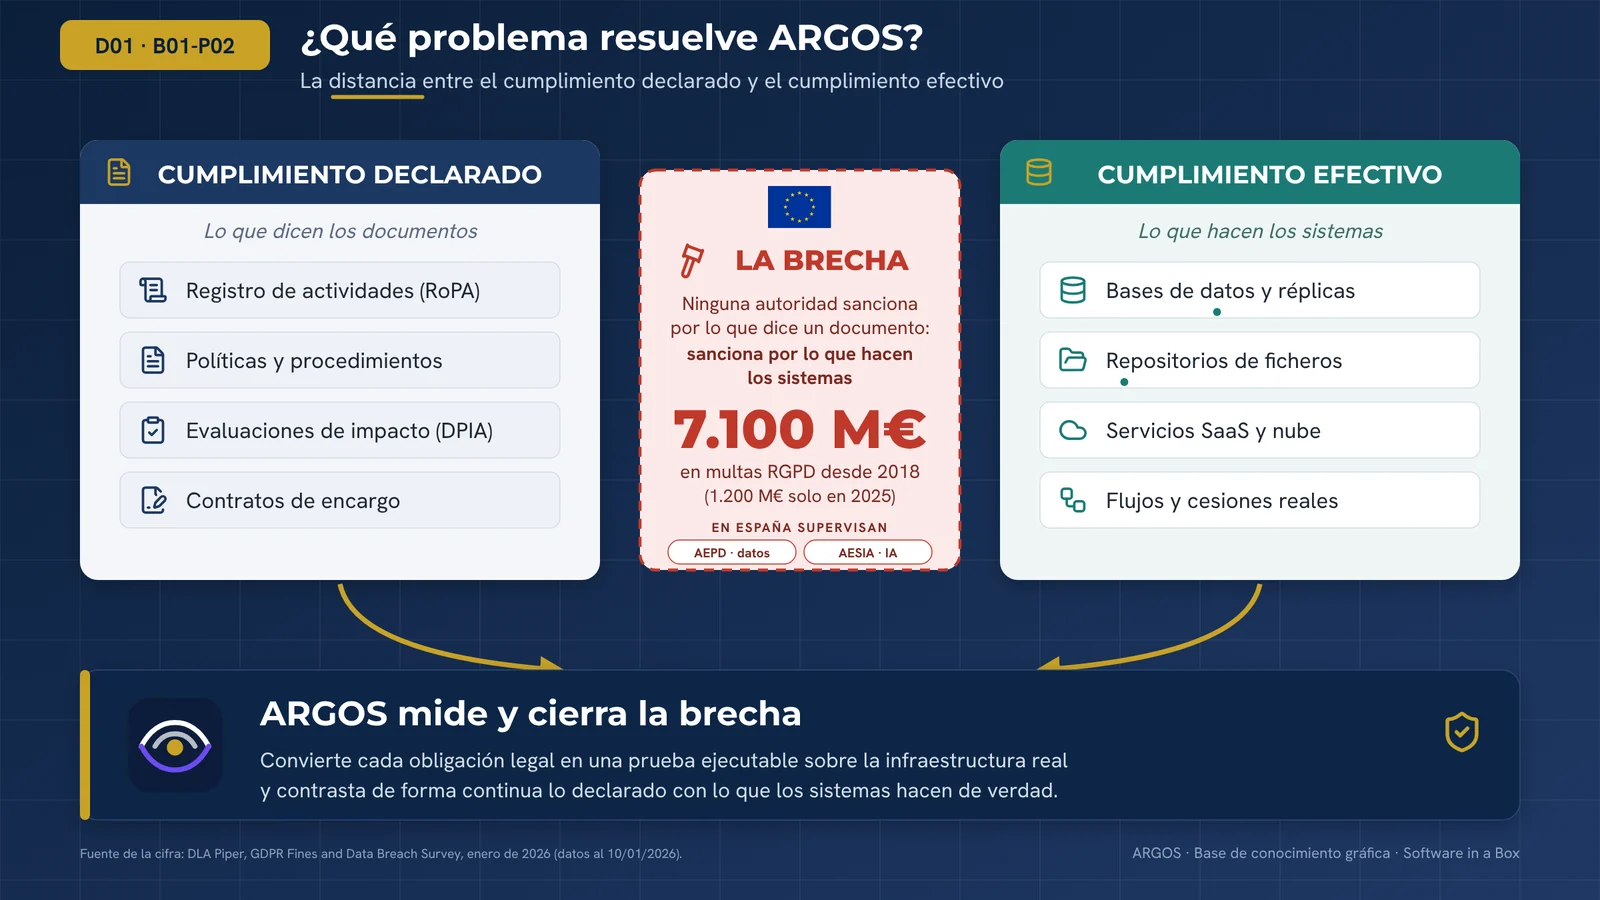 D01 · B01-P02
¿Qué problema resuelve ARGOS?
La distancia entre el cumplimiento declarado y el cumplimiento efectivo
CUMPLIMIENTO DECLARADO
Lo que dicen los documentos
Registro de actividades (RoPA)
Políticas y procedimientos
Evaluaciones de impacto (DPIA)
Contratos de encargo
LA BRECHA
Ninguna autoridad sanciona
por lo que dice un documento:
sanciona por lo que hacen
los sistemas
7.100 M€
en multas RGPD desde 2018
(1.200 M€ solo en 2025)
EN ESPAÑA SUPERVISAN
AEPD · datos
AESIA · IA
CUMPLIMIENTO EFECTIVO
Lo que hacen los sistemas
Bases de datos y réplicas
Repositorios de ficheros
Servicios SaaS y nube
Flujos y cesiones reales
ARGOS mide y cierra la brecha
Convierte cada obligación legal en una prueba ejecutable sobre la infraestructura real
y contrasta de forma continua lo declarado con lo que los sistemas hacen de verdad.
Fuente de la cifra: DLA Piper, GDPR Fines and Data Breach Survey, enero de 2026 (datos al 10/01/2026).
ARGOS · Base de conocimiento gráfica · Software in a Box